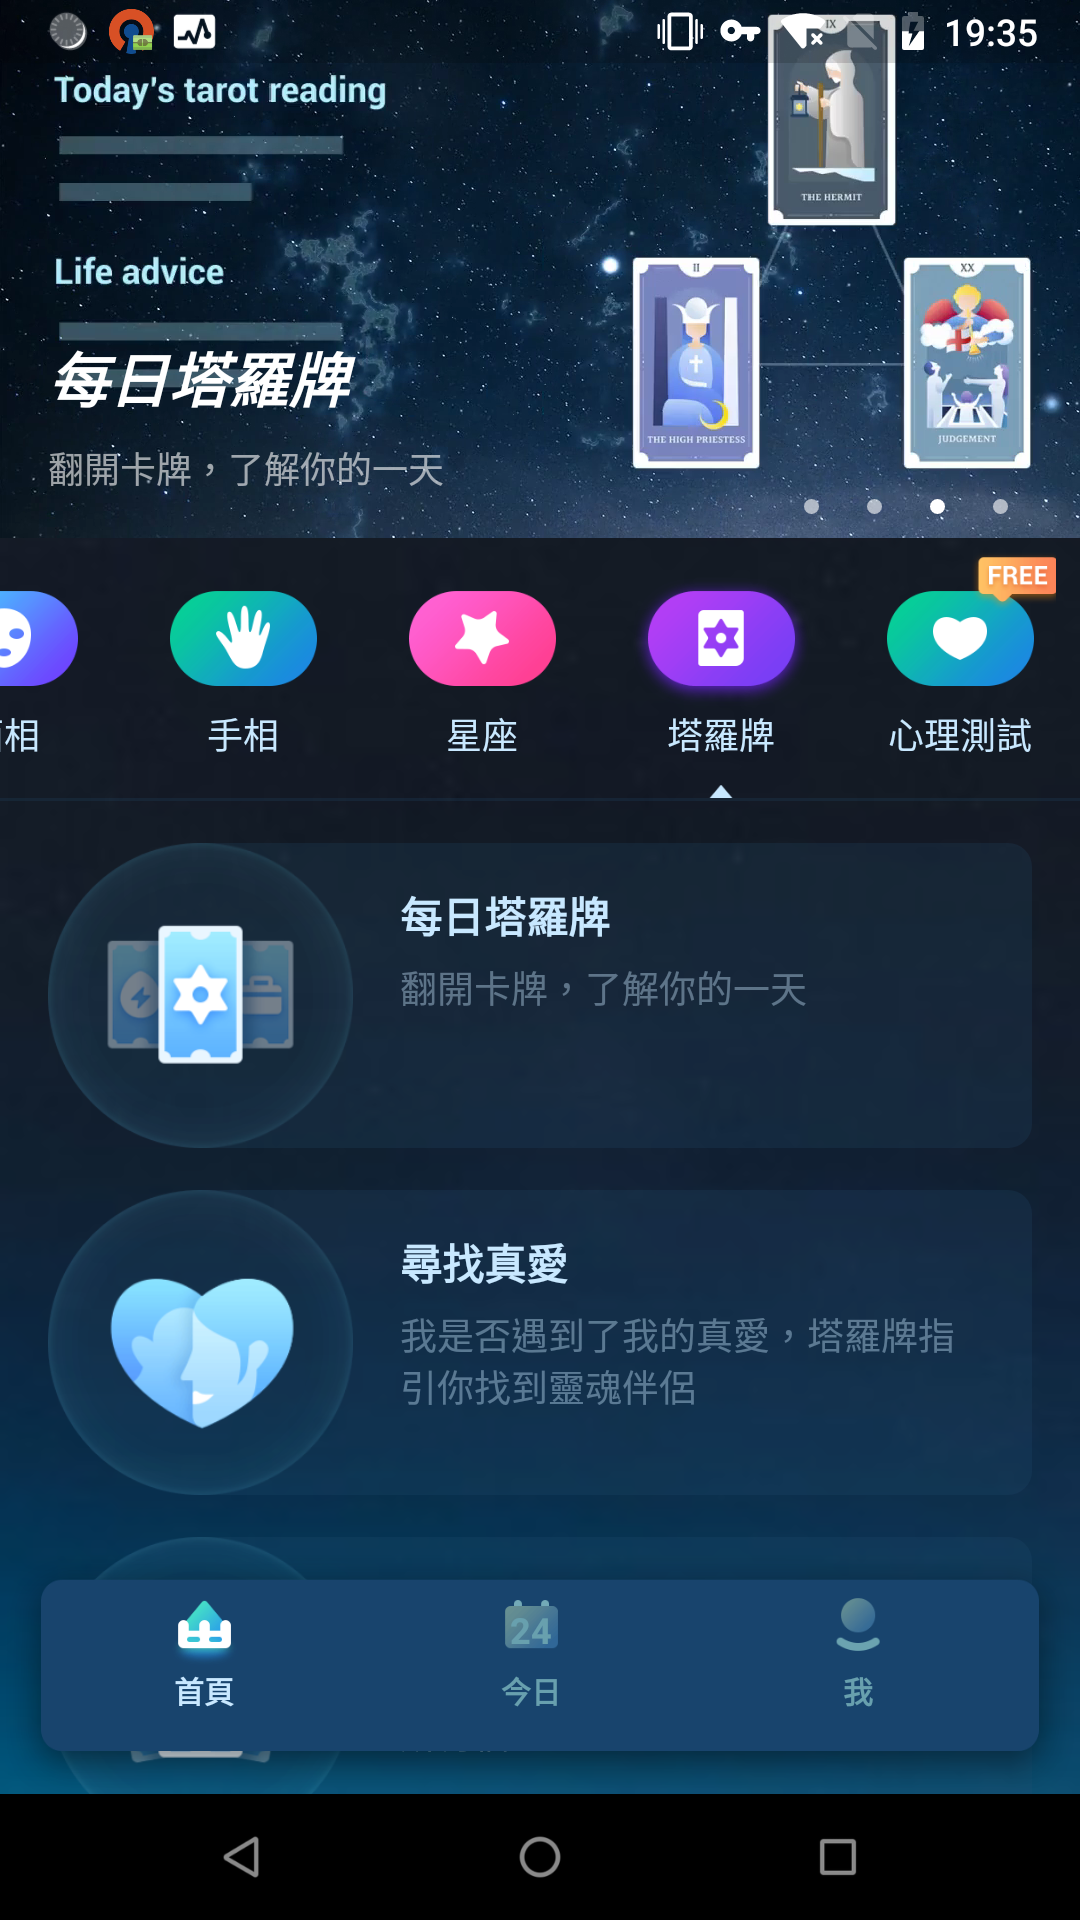 19:35
Today's tarot reading
IX
THE HERMIT
Life advice
II
THE HIGH PRIESTESS
XX
JUDGEMENT
每日塔羅牌
翻開卡牌，了解你的一天
FREE
相
手相
星座
塔羅牌
心理測試
每日塔羅牌
翻開卡牌，了解你的一天
尋找真愛
我是否遇到了我的真愛，塔羅牌指
引你找到靈魂伴侶
24
首頁
今日
我